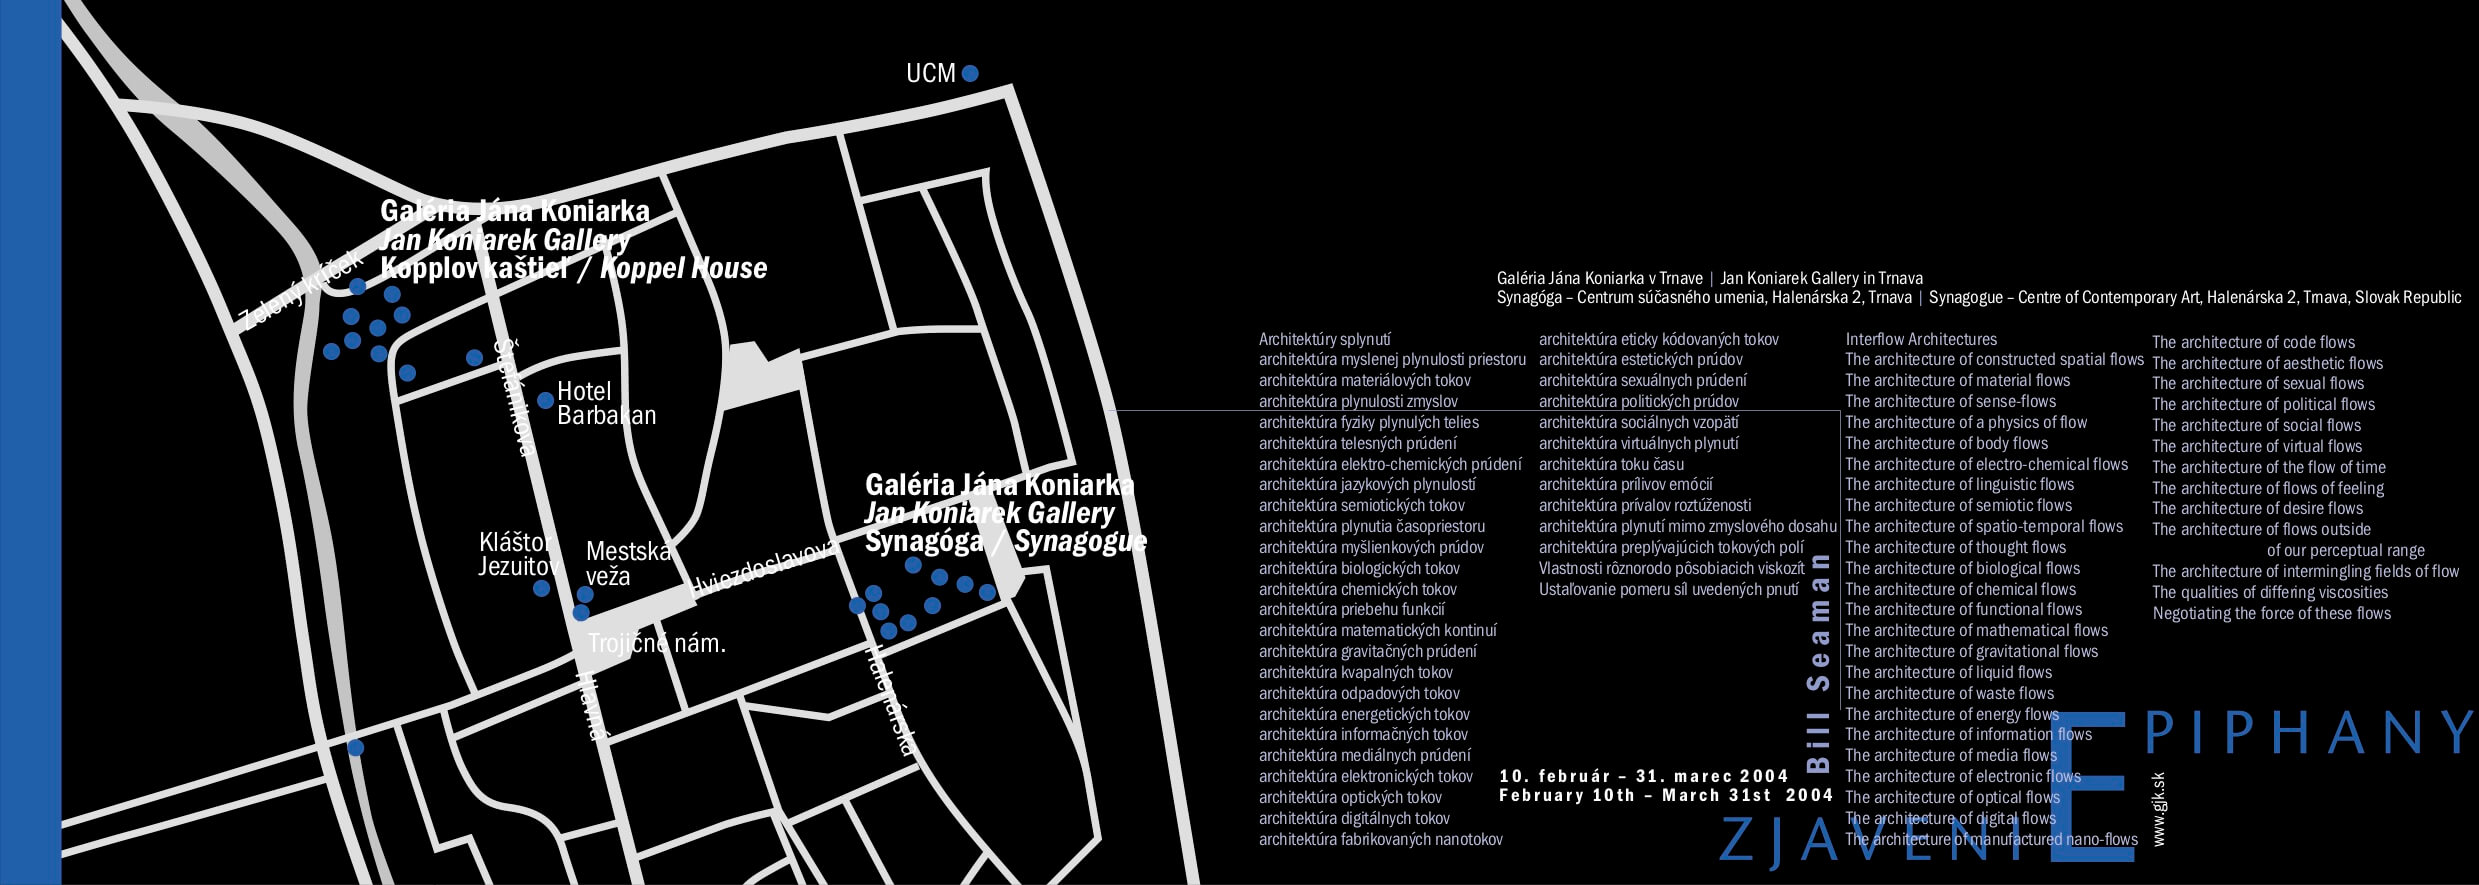 UCM
Galéria Jána Koniarka
Jan Koniarek Gallery
Kopplov kaštieľ / Koppel House
Zelený kríček
Štefánikova
Hotel
Barbakan
Galéria Jána Koniarka
Jan Koniarek Gallery
Synagóga / Synagogue
Kláštor
Jezuitov
Mestská
veža
Hviezdoslavova
Trojičné nám.
Hlavná
Halenárska
Galéria Jána Koniarka v Trnave | Jan Koniarek Gallery in Trnava
Synagóga – Centrum súčasného umenia, Halenárska 2, Trnava | Synagogue – Centre of Contemporary Art, Halenárska 2, Trnava, Slovak Republic
Architektúry splynutí
architektúra myslenej plynulosti priestoru
architektúra materiálových tokov
architektúra plynulosti zmyslov
architektúra fyziky plynulých telies
architektúra telesných prúdení
architektúra elektro-chemických prúdení
architektúra jazykových plynulostí
architektúra semiotických tokov
architektúra plynutia časopriestoru
architektúra myšlienkových prúdov
architektúra biologických tokov
architektúra chemických tokov
architektúra priebehu funkcií
architektúra matematických kontinuí
architektúra gravitačných prúdení
architektúra kvapalných tokov
architektúra odpadových tokov
architektúra energetických tokov
architektúra informačných tokov
architektúra mediálnych prúdení
architektúra elektronických tokov
architektúra optických tokov
architektúra digitálnych tokov
architektúra fabrikovaných nanotokov
architektúra eticky kódovaných tokov
architektúra estetických prúdov
architektúra sexuálnych prúdení
architektúra politických prúdov
architektúra sociálnych vzopätí
architektúra virtuálnych plynutí
architektúra toku času
architektúra prílivov emócií
architektúra prívalov roztúženosti
architektúra plynutí mimo zmyslového dosahu
architektúra preplývajúcich tokových polí
Vlastnosti rôznorodo pôsobiacich viskozít
Ustaľovanie pomeru síl uvedených pnutí
Interflow Architectures
The architecture of constructed spatial flows
The architecture of material flows
The architecture of sense-flows
The architecture of a physics of flow
The architecture of body flows
The architecture of electro-chemical flows
The architecture of linguistic flows
The architecture of semiotic flows
The architecture of spatio-temporal flows
The architecture of thought flows
The architecture of biological flows
The architecture of chemical flows
The architecture of functional flows
The architecture of mathematical flows
The architecture of gravitational flows
The architecture of liquid flows
The architecture of waste flows
The architecture of energy flows
The architecture of information flows
The architecture of media flows
The architecture of electronic flows
The architecture of optical flows
The architecture of digital flows
The architecture of manufactured nano-flows
The architecture of code flows
The architecture of aesthetic flows
The architecture of sexual flows
The architecture of political flows
The architecture of social flows
The architecture of virtual flows
The architecture of the flow of time
The architecture of flows of feeling
The architecture of desire flows
The architecture of flows outside
of our perceptual range
The architecture of intermingling fields of flow
The qualities of differing viscosities
Negotiating the force of these flows
Bill Seaman
10. február – 31. marec 2004
February 10th – March 31st 2004
EPIPHANY
ZJAVENIE
www.gjk.sk